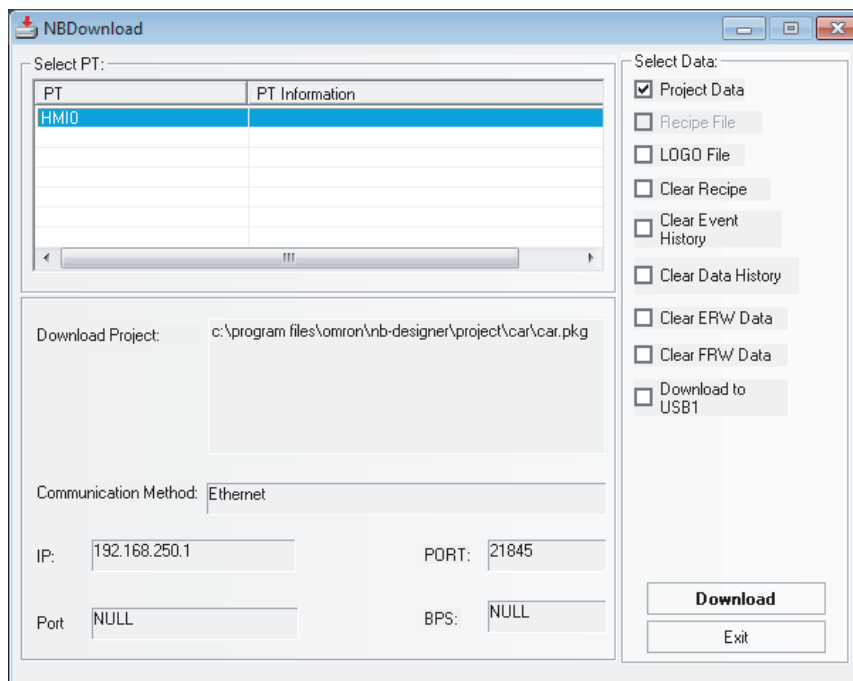 NBDownload
Select PT:
PT PT Information
HMI0
Download Project: c:\program files\omron\nb-designer\project\car\car.pkg
Communication Method: Ethernet
IP: 192.168.250.1 PORT: 21845
Port NULL BPS: NULL
Select Data:
Project Data
Recipe File
LOGO File
Clear Recipe
Clear Event
History
Clear Data History
Clear ERW Data
Clear FRW Data
Download to
USB1
Download
Exit